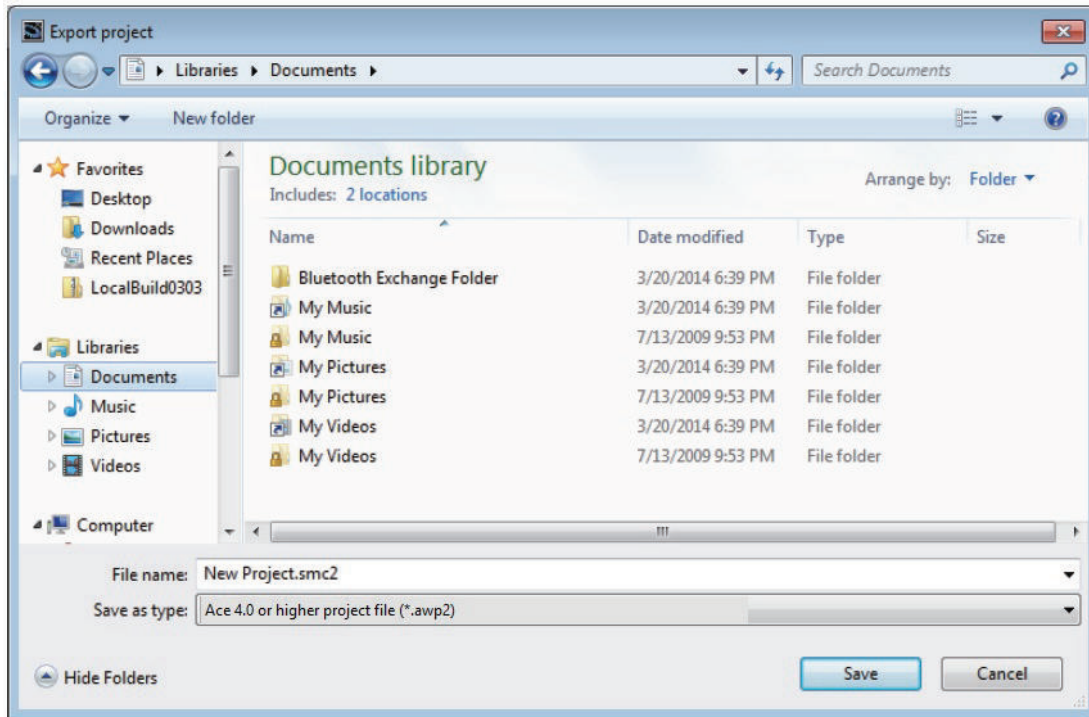 Export project
Libraries Documents
Search Documents
Organize New folder
Favorites
Desktop
Downloads
Recent Places
LocalBuild0303
Libraries
Documents
Music
Pictures
Videos
Computer
Documents library
Includes: 2 locations
Arrange by: Folder
Name Date modified Type Size
Bluetooth Exchange Folder 3/20/2014 6:39 PM File folder
My Music 3/20/2014 6:39 PM File folder
My Music 7/13/2009 9:53 PM File folder
My Pictures 3/20/2014 6:39 PM File folder
My Pictures 7/13/2009 9:53 PM File folder
My Videos 3/20/2014 6:39 PM File folder
My Videos 7/13/2009 9:53 PM File folder
File name: New Project.smc2
Save as type: Ace 4.0 or higher project file (*.awp2)
Hide Folders
Save Cancel